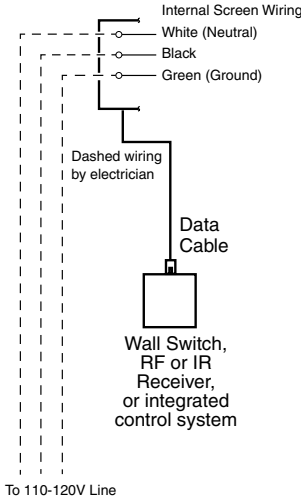 Internal Screen Wiring
White (Neutral)
Black
Green (Ground)
Dashed wiring
by electrician
Data
Cable
Wall Switch,
RF or IR
Receiver,
or integrated
control system
To 110-120V Line